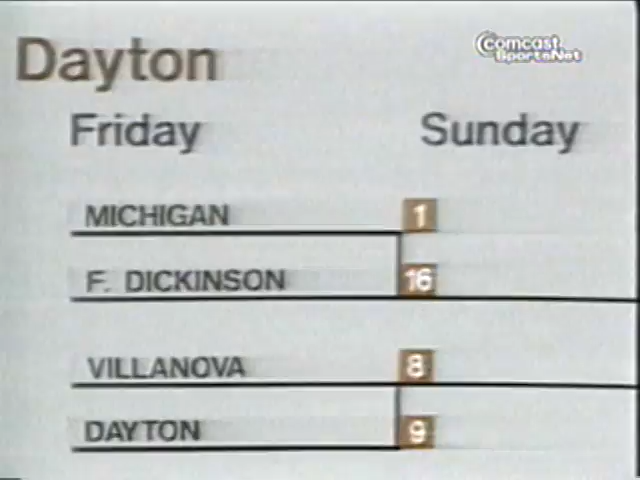 Dayton
Comcast
SportsNet
Friday
Sunday
MICHIGAN 1
F. DICKINSON 16
VILLANOVA 8
DAYTON 9